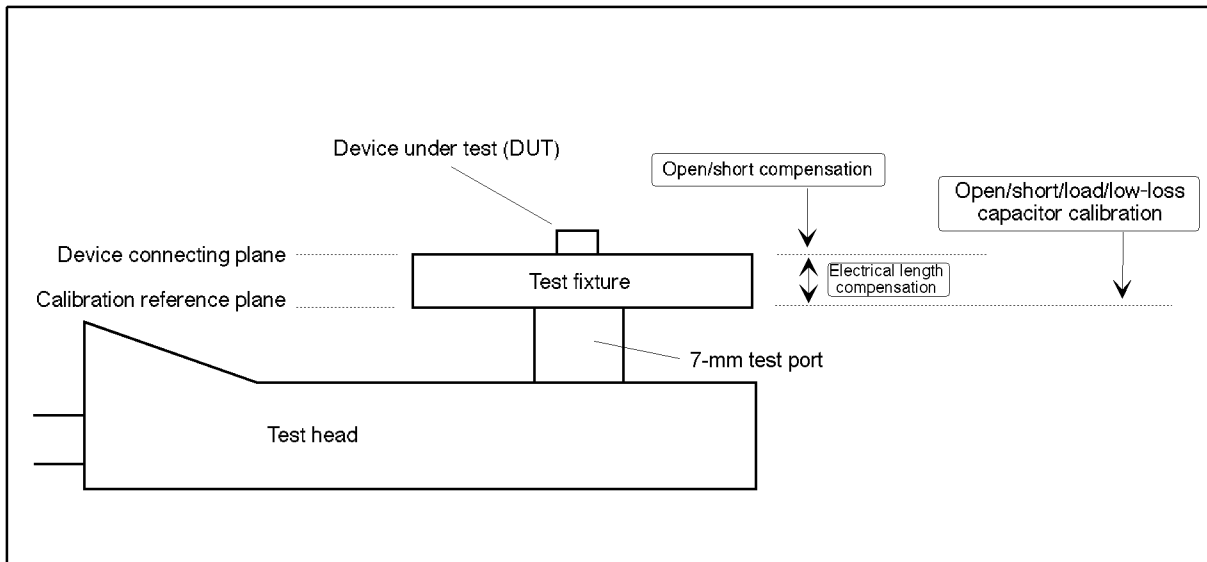 Device under test (DUT)
Open/short compensation
Open/short/load/low-loss
capacitor calibration
Device connecting plane
Test fixture
Electrical length
compensation
Calibration reference plane
7-mm test port
Test head